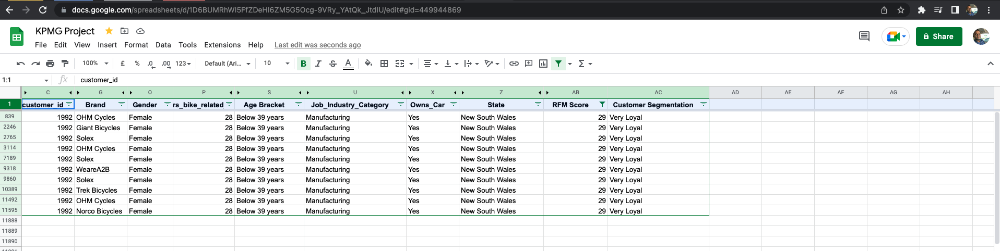 docs.google.com/spreadsheets/d/1D6BUMRhWl5FfZDeHl6ZM5G5Ocg-9VRy_YAtQk_JtdIU/edit#gid=449944869
KPMG Project
File Edit View Insert Format Data Tools Extensions Help Last edit was seconds ago
Share
100% £ % .0 .00 123 Default (Ari... 10 B I S A Σ
1:1 fx customer_id
C G O P S U X Z AB AC AD AE AF AG AH
1 customer_id Brand Gender rs_bike_related_ Age Bracket Job_Industry_Category Owns_Car State RFM Score Customer Segmentation
839 1992 OHM Cycles Female 28 Below 39 years Manufacturing Yes New South Wales 29 Very Loyal
2246 1992 Giant Bicycles Female 28 Below 39 years Manufacturing Yes New South Wales 29 Very Loyal
2765 1992 Solex Female 28 Below 39 years Manufacturing Yes New South Wales 29 Very Loyal
3114 1992 OHM Cycles Female 28 Below 39 years Manufacturing Yes New South Wales 29 Very Loyal
7189 1992 Solex Female 28 Below 39 years Manufacturing Yes New South Wales 29 Very Loyal
9318 1992 WeareA2B Female 28 Below 39 years Manufacturing Yes New South Wales 29 Very Loyal
9860 1992 Solex Female 28 Below 39 years Manufacturing Yes New South Wales 29 Very Loyal
10389 1992 Trek Bicycles Female 28 Below 39 years Manufacturing Yes New South Wales 29 Very Loyal
11492 1992 OHM Cycles Female 28 Below 39 years Manufacturing Yes New South Wales 29 Very Loyal
11595 1992 Norco Bicycles Female 28 Below 39 years Manufacturing Yes New South Wales 29 Very Loyal
11888
11889
11890